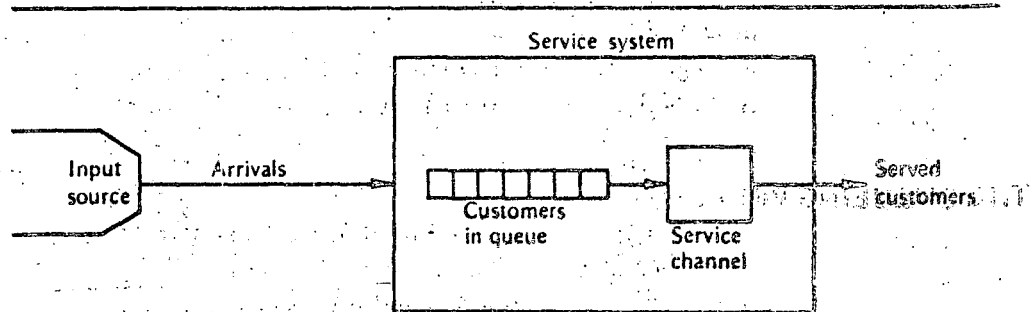 Service system
Input
source
Arrivals
Customers
in queue
Service
channel
Served
customers